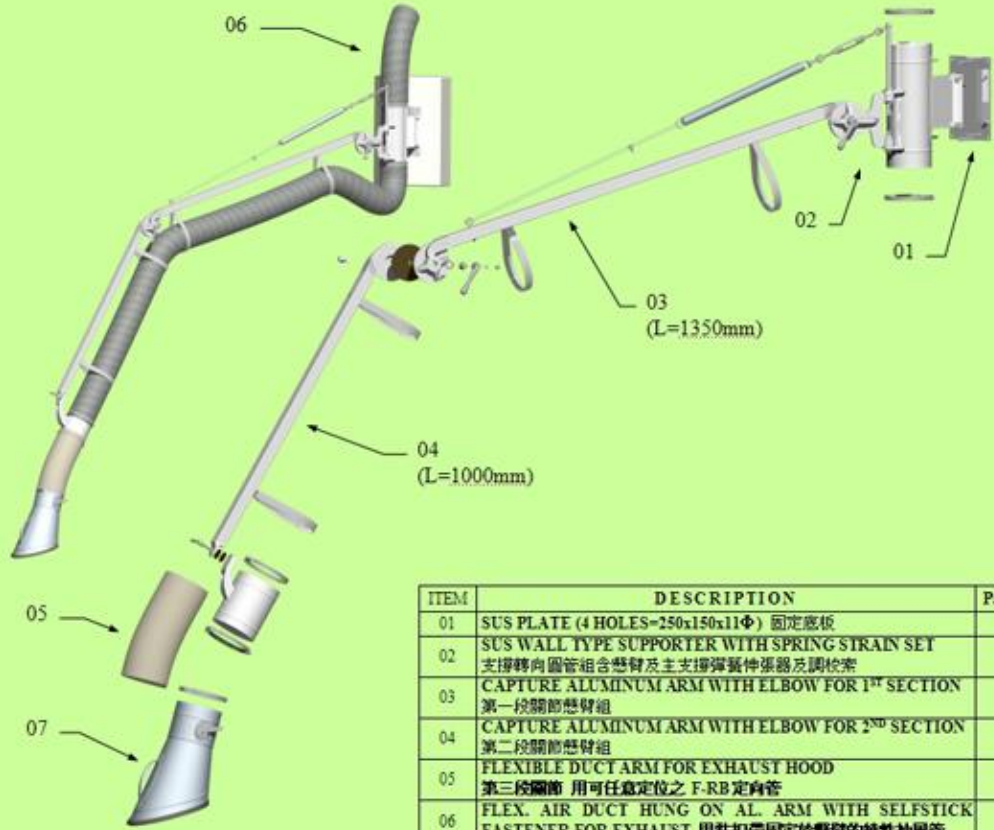 06
02
01
03
(L=1350mm)
04
(L=1000mm)
05
07
ITEM DESCRIPTION
01 SUS PLATE (4 HOLES=250x150x11Φ) 固定底板
02 SUS WALL TYPE SUPPORTER WITH SPRING STRAIN SET
支撐轉向圓管組含懸臂及主支撐彈簧伸張器及調校索
03 CAPTURE ALUMINUM ARM WITH ELBOW FOR 1ST SECTION
第一段關節懸臂組
04 CAPTURE ALUMINUM ARM WITH ELBOW FOR 2ND SECTION
第二段關節懸臂組
05 FLEXIBLE DUCT ARM FOR EXHAUST HOOD
第三段關節 用可任意定位之 F-RB定向管
06 FLEX. AIR DUCT HUNG ON AL. ARM WITH SELFSTICK
FASTENER FOR EXHAUST